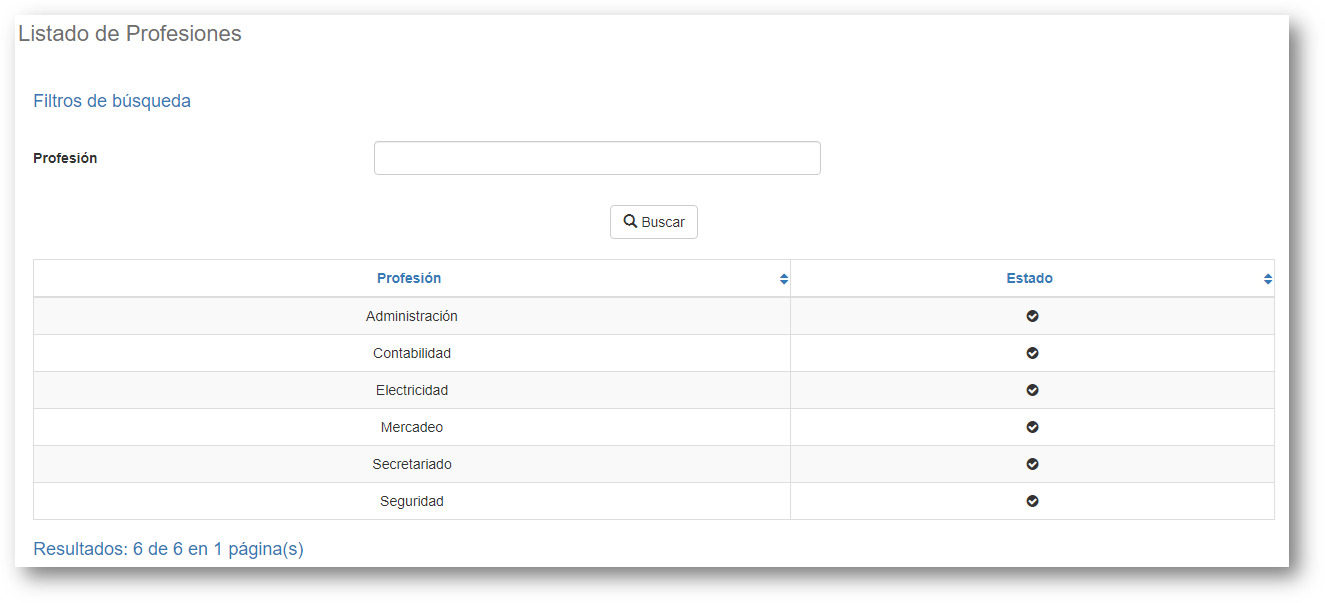 Listado de Profesiones
Filtros de búsqueda
Profesión
Buscar
Profesión Estado
Administración
Contabilidad
Electricidad
Mercadeo
Secretariado
Seguridad
Resultados: 6 de 6 en 1 página(s)